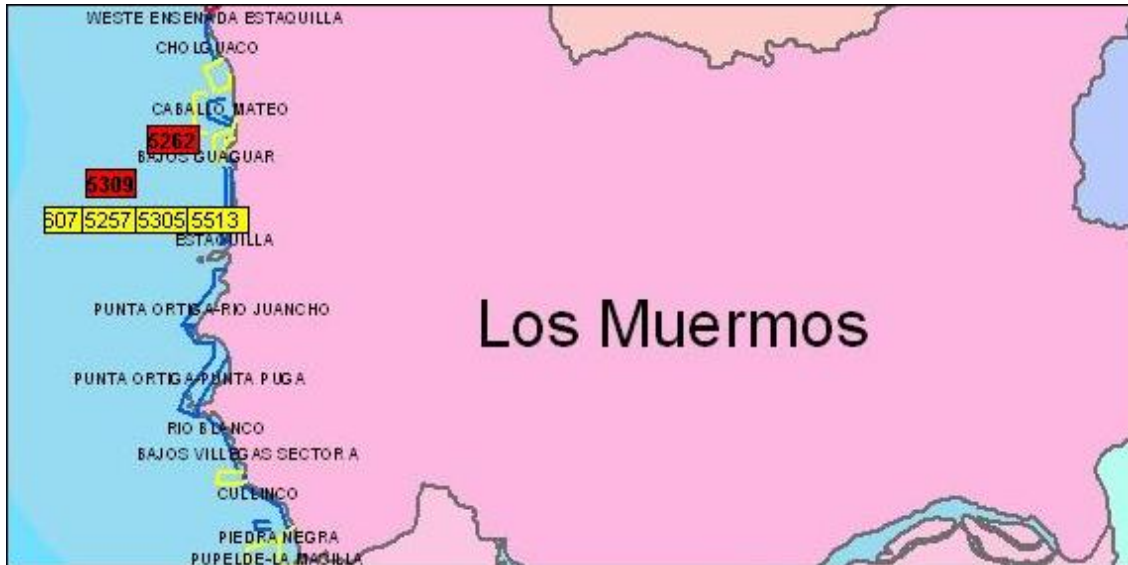 WESTE ENSENADA ESTAQUILLA
CHOLGUACO
CABALLO MATEO
5262
BAJOS GUAGUAR
5309
607 5257 5305 5513
ESTAQUILLA
PUNTA ORTIGA-RIO JUANCHO
Los Muermos
PUNTA ORTIGA-PUNTA PUGA
RIO BLANCO
BAJOS VILLEGAS SECTOR A
CULLINCO
PIEDRA NEGRA
PUPELDE-LA MASILLA